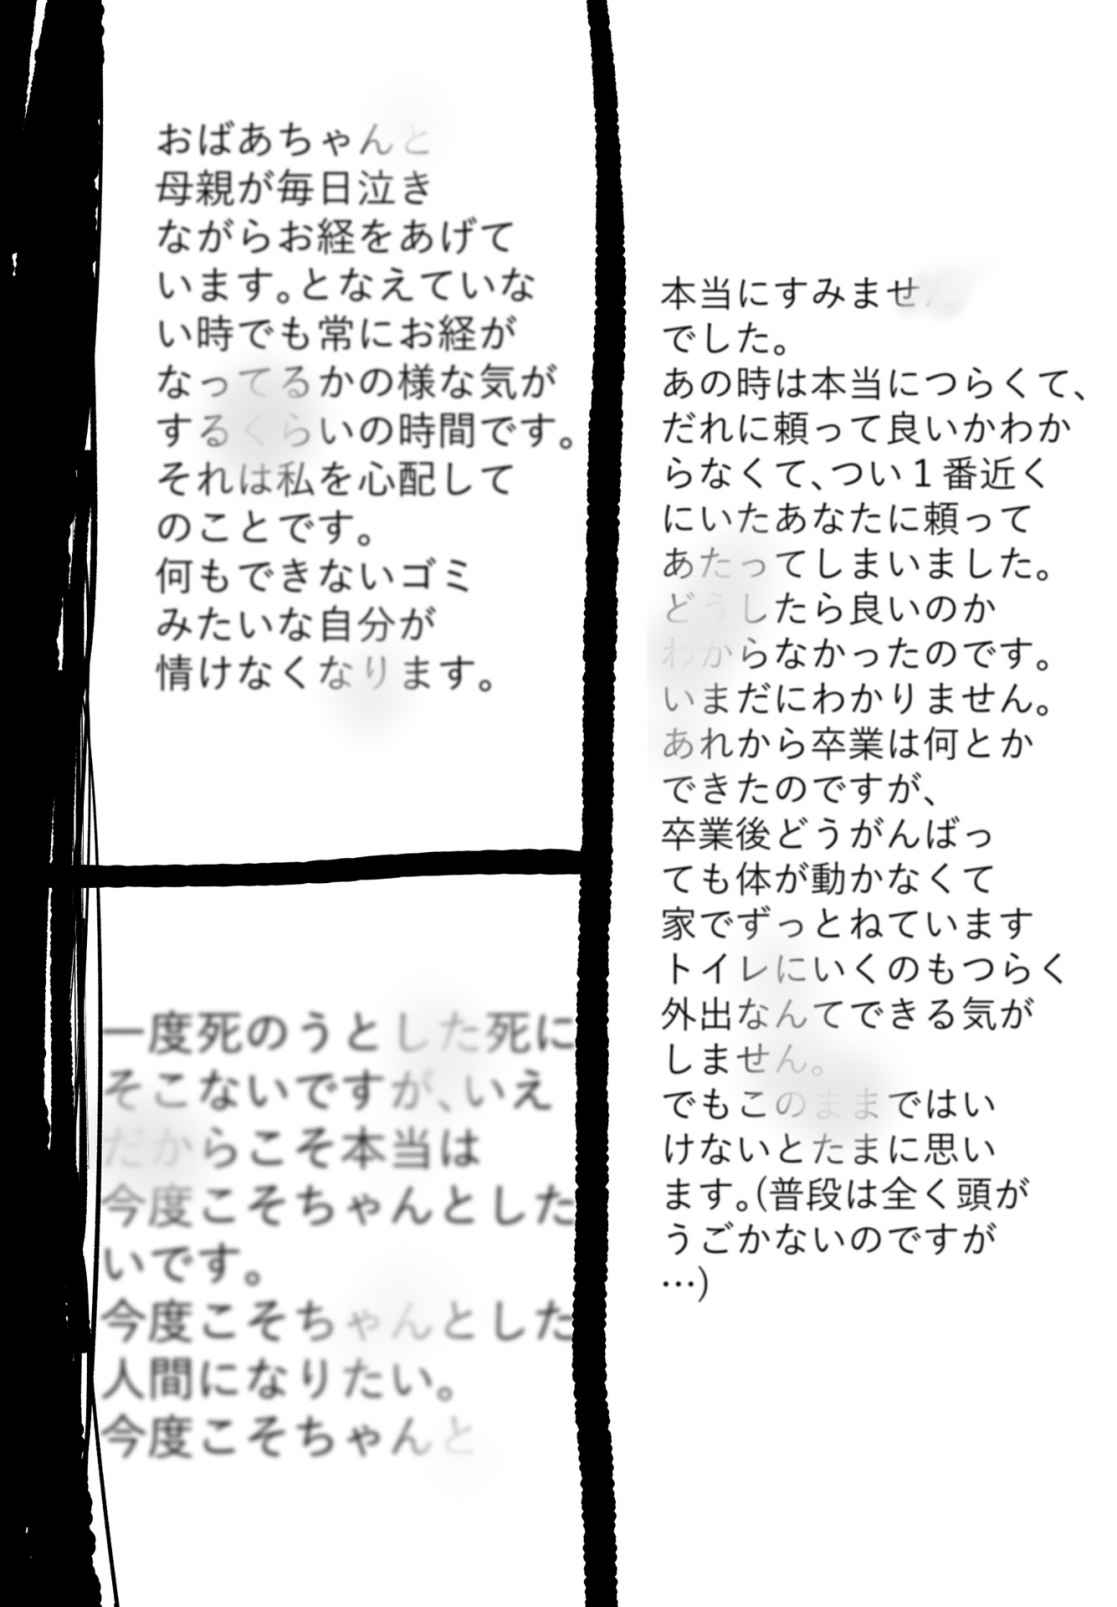 本当にすみません
でした。
あの時は本当につらくて、
だれに頼って良いかわか
らなくて、つい1番近く
にいたあなたに頼って
あたってしまいました。
どうしたら良いのか
わからなかったのです。
いまだにわかりません。
あれから卒業は何とか
できたのですが、
卒業後どうがんばっ
ても体が動かなくて
家でずっとねています
トイレにいくのもつらく
外出なんてできる気が
しません。
でもこのままではい
けないとたまに思い
ます。(普段は全く頭が
うごかないのですが
…)
おばあちゃんと
母親が毎日泣き
ながらお経をあげて
います。となえていな
い時でも常にお経が
なってるかの様な気が
するくらいの時間です。
それは私を心配して
のことです。
何もできないゴミ
みたいな自分が
情けなくなります。
一度死のうとした死に
そこないですが、いえ
だからこそ本当は
今度こそちゃんとした
いです。
今度こそちゃんとした
人間になりたい。
今度こそちゃんと